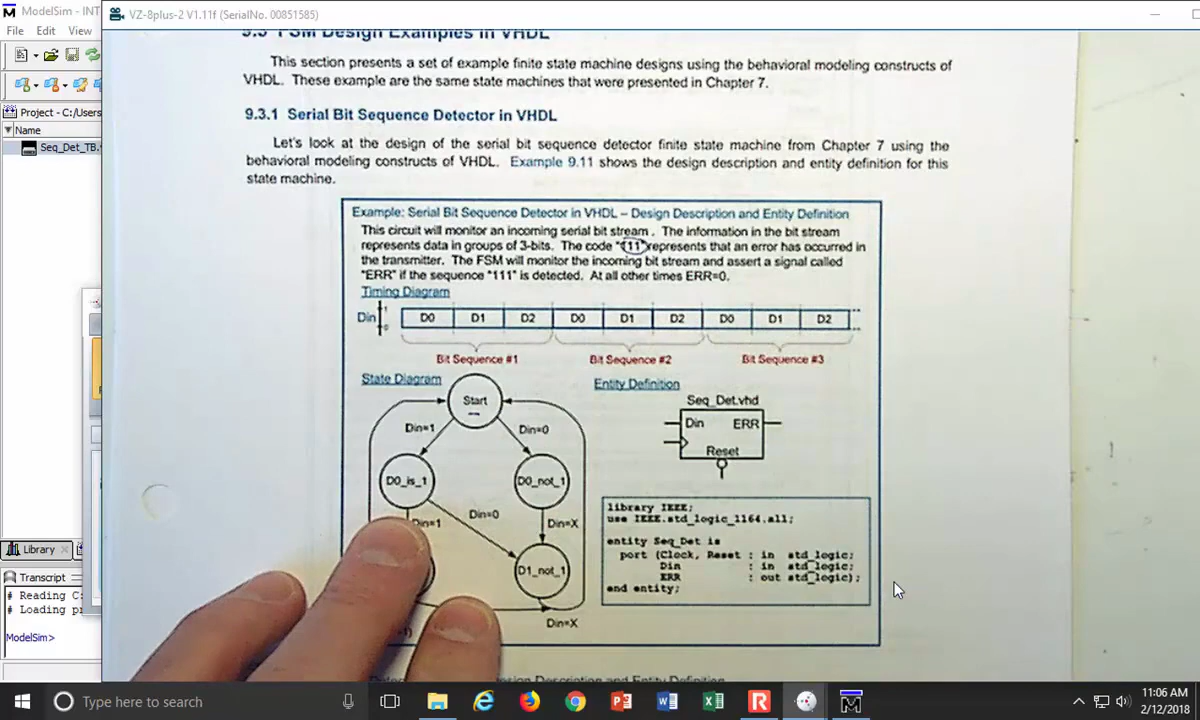 ModelSim - INT
VZ-8plus-2 V1.11f (SerialNo. 00851585)
File Edit View
Project - C:/Users
Name
Seq_Det_TB.
9.3 FSM Design Examples in VHDL
This section presents a set of example finite state machine designs using the behavioral modeling constructs of
VHDL. These example are the same state machines that were presented in Chapter 7.
9.3.1 Serial Bit Sequence Detector in VHDL
Let's look at the design of the serial bit sequence detector finite state machine from Chapter 7 using the
behavioral modeling constructs of VHDL. Example 9.11 shows the design description and entity definition for this
state machine.
Example: Serial Bit Sequence Detector in VHDL – Design Description and Entity Definition
This circuit will monitor an incoming serial bit stream. The information in the bit stream
represents data in groups of 3-bits. The code "111" represents that an error has occurred in
the transmitter. The FSM will monitor the incoming bit stream and assert a signal called
"ERR" if the sequence "111" is detected. At all other times ERR=0.
Timing Diagram
Din 1 0 D0 D1 D2 D0 D1 D2 D0 D1 D2
Bit Sequence #1 Bit Sequence #2 Bit Sequence #3
State Diagram
Start
Din=1 Din=0
D0_is_1 D0_not_1
Din=1 Din=0 Din=X
D1_not_1
Din=X
Entity Definition
Seq_Det.vhd
Din ERR
Reset
library IEEE;
use IEEE.std_logic_1164.all;
entity Seq_Det is
port (Clock, Reset : in std_logic;
Din : in std_logic;
ERR : out std_logic);
end entity;
Library
Transcript
# Reading C:
# Loading pr
ModelSim>
Type here to search
11:06 AM
2/12/2018